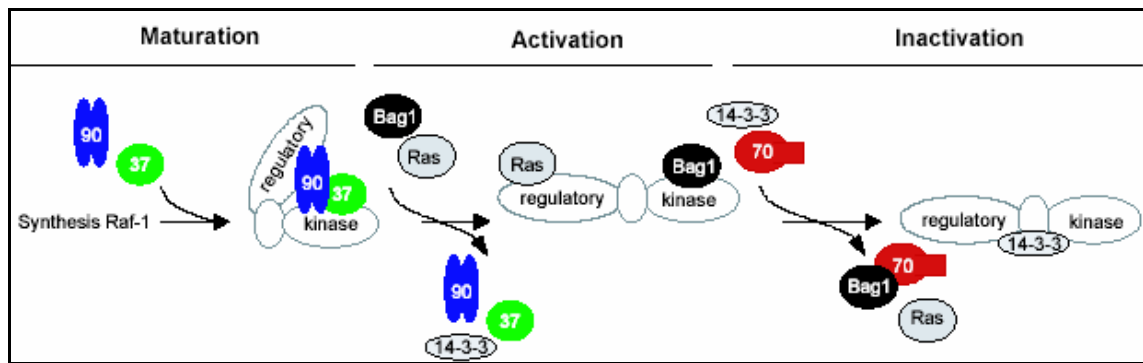 Maturation
Activation
Inactivation
90
37
Synthesis Raf-1
regulatory
90
37
kinase
Bag1
Ras
90
37
14-3-3
Ras
regulatory
Bag1
kinase
14-3-3
70
Bag1
70
Ras
regulatory
kinase
14-3-3